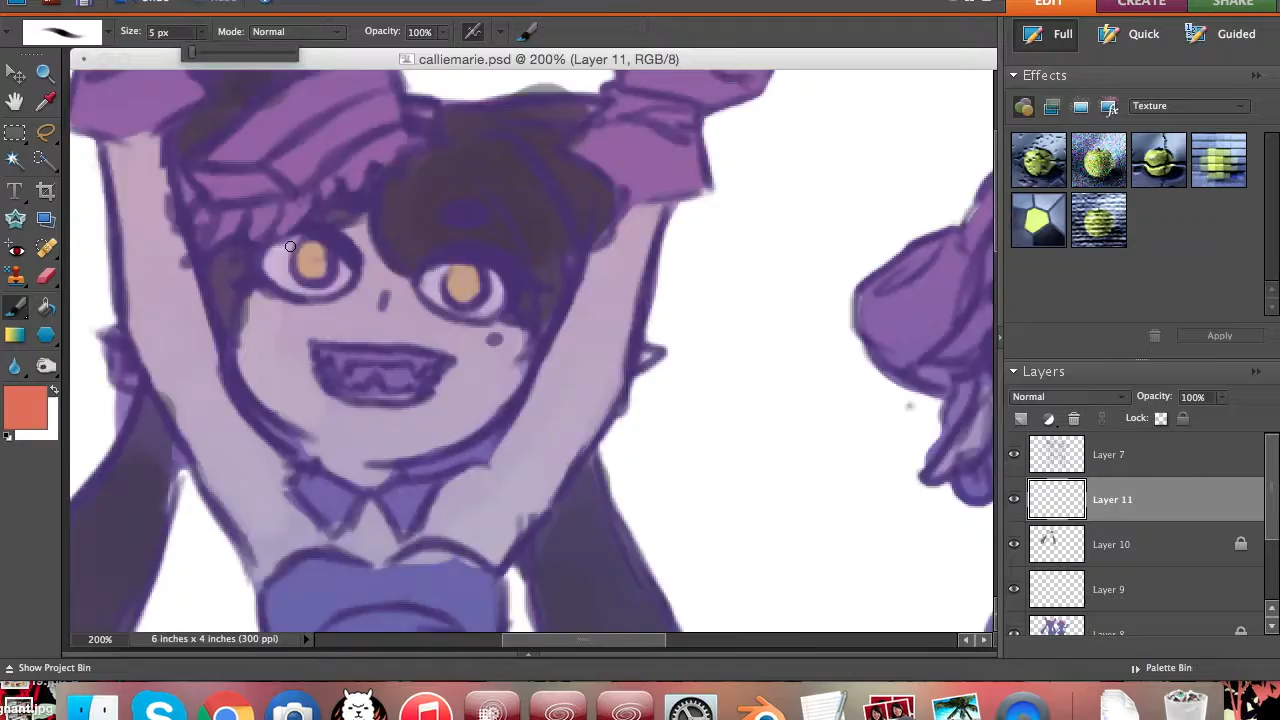 EDIT CREATE SHARE
Size: 5 px Mode: Normal Opacity: 100%
Full Quick Guided
calliemarie.psd @ 200% (Layer 11, RGB/8)
Effects
Texture
Apply
Layers
Normal Opacity: 100%
Lock:
Layer 7
Layer 11
Layer 10
Layer 9
Layer 8
200% 6 inches x 4 inches (300 ppi)
Show Project Bin
Palette Bin